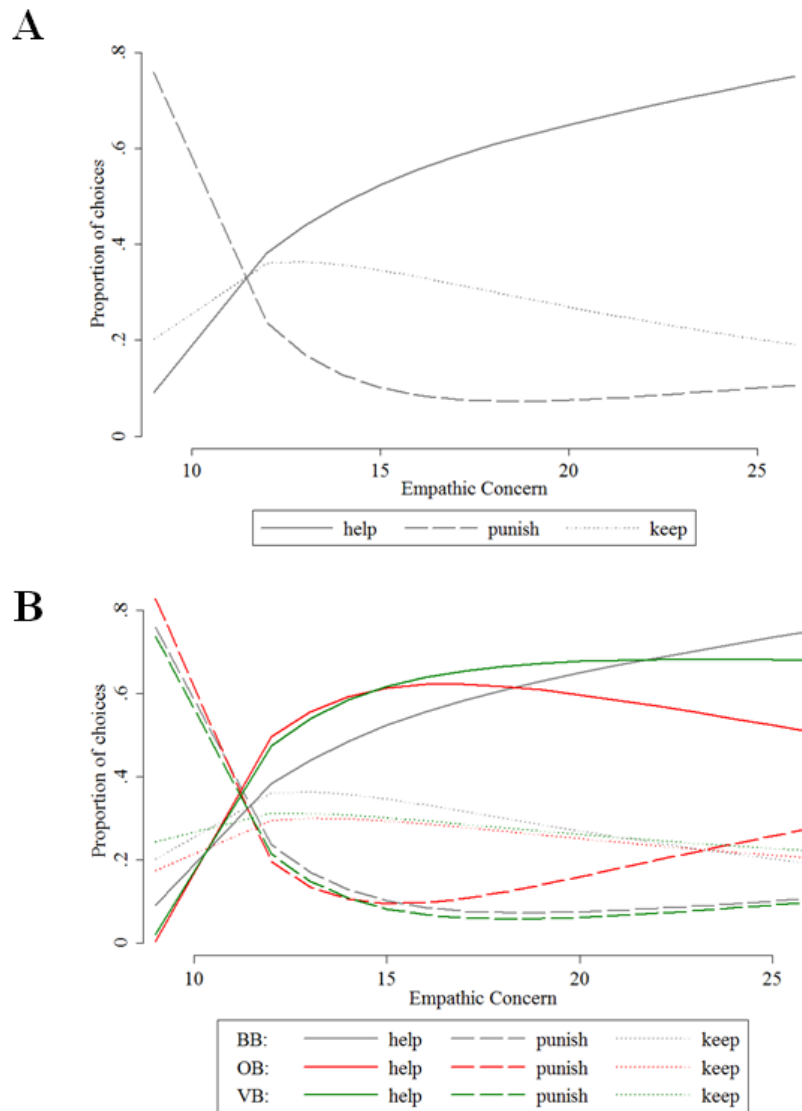 A
.8
.6
.4
.2
0
Proportion of choices
10 15 20 25
Empathic Concern
help punish keep
B
.8
.6
.4
.2
0
Proportion of choices
10 15 20 25
Empathic Concern
BB: help punish keep
OB: help punish keep
VB: help punish keep